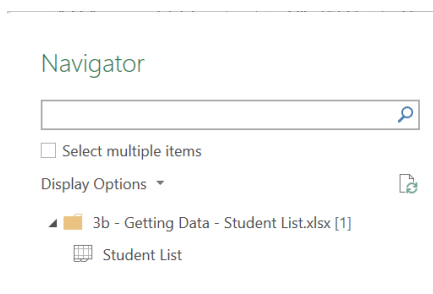 Navigator
Select multiple items
Display Options
3b - Getting Data - Student List.xlsx [1]
Student List